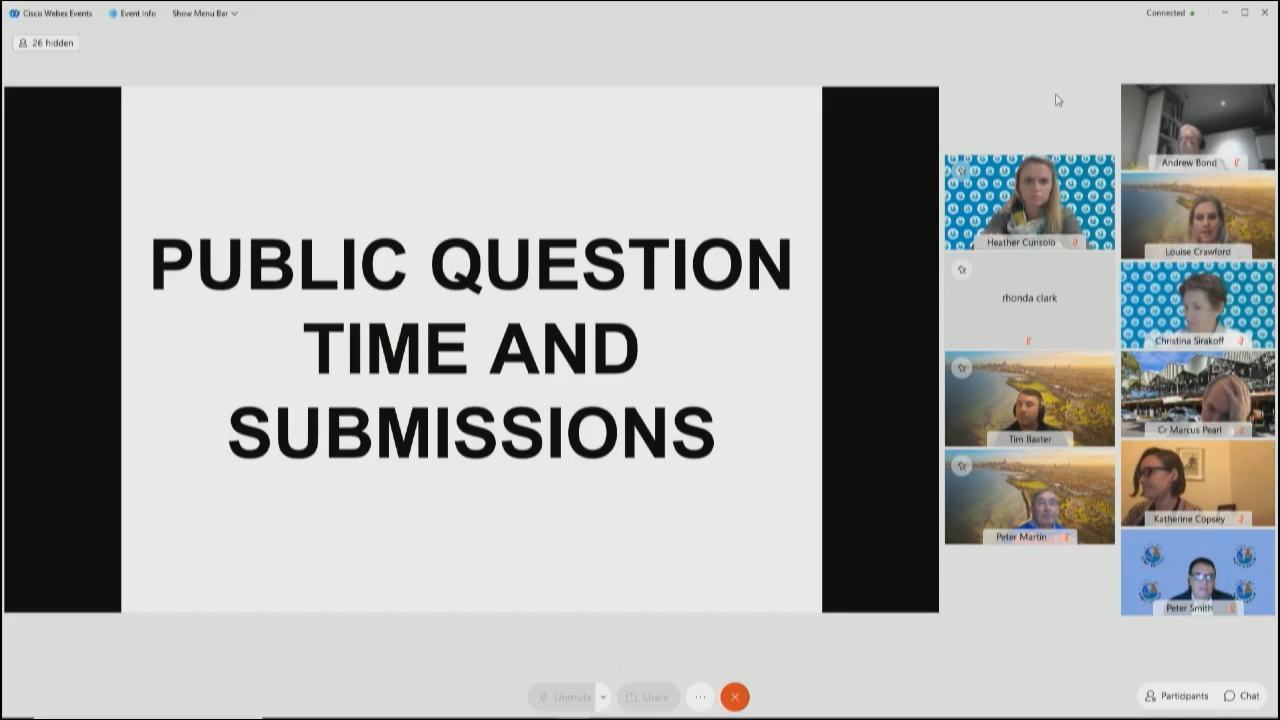 Cisco Webex Events
Event Info
Show Menu Bar
Connected
26 hidden
PUBLIC QUESTION
TIME AND
SUBMISSIONS
Heather Cunsolo
rhonda clark
Tim Baxter
Peter Martin
Andrew Bond
Louise Crawford
Christina Sirakoff
Cr Marcus Pearl
Katherine Copsey
Peter Smith
Unmute
Share
Participants
Chat